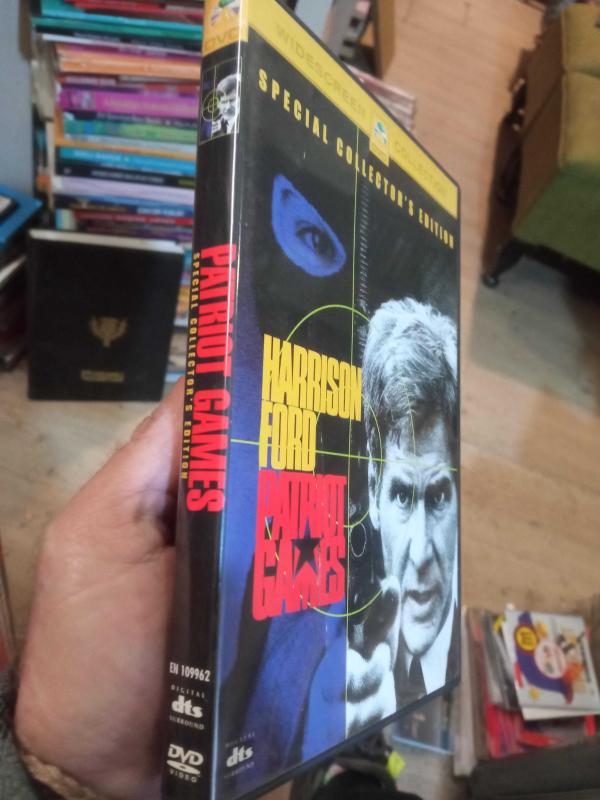 DVD
PATRIOT GAMES
SPECIAL COLLECTOR'S EDITION
EN 109962
DIGITAL
dts
SURROUND
DVD
VIDEO
WIDESCREEN COLLECTION
SPECIAL COLLECTOR'S EDITION
HARRISON
FORD
PATRIOT
GAMES
DIGITAL
dts
SURROUND